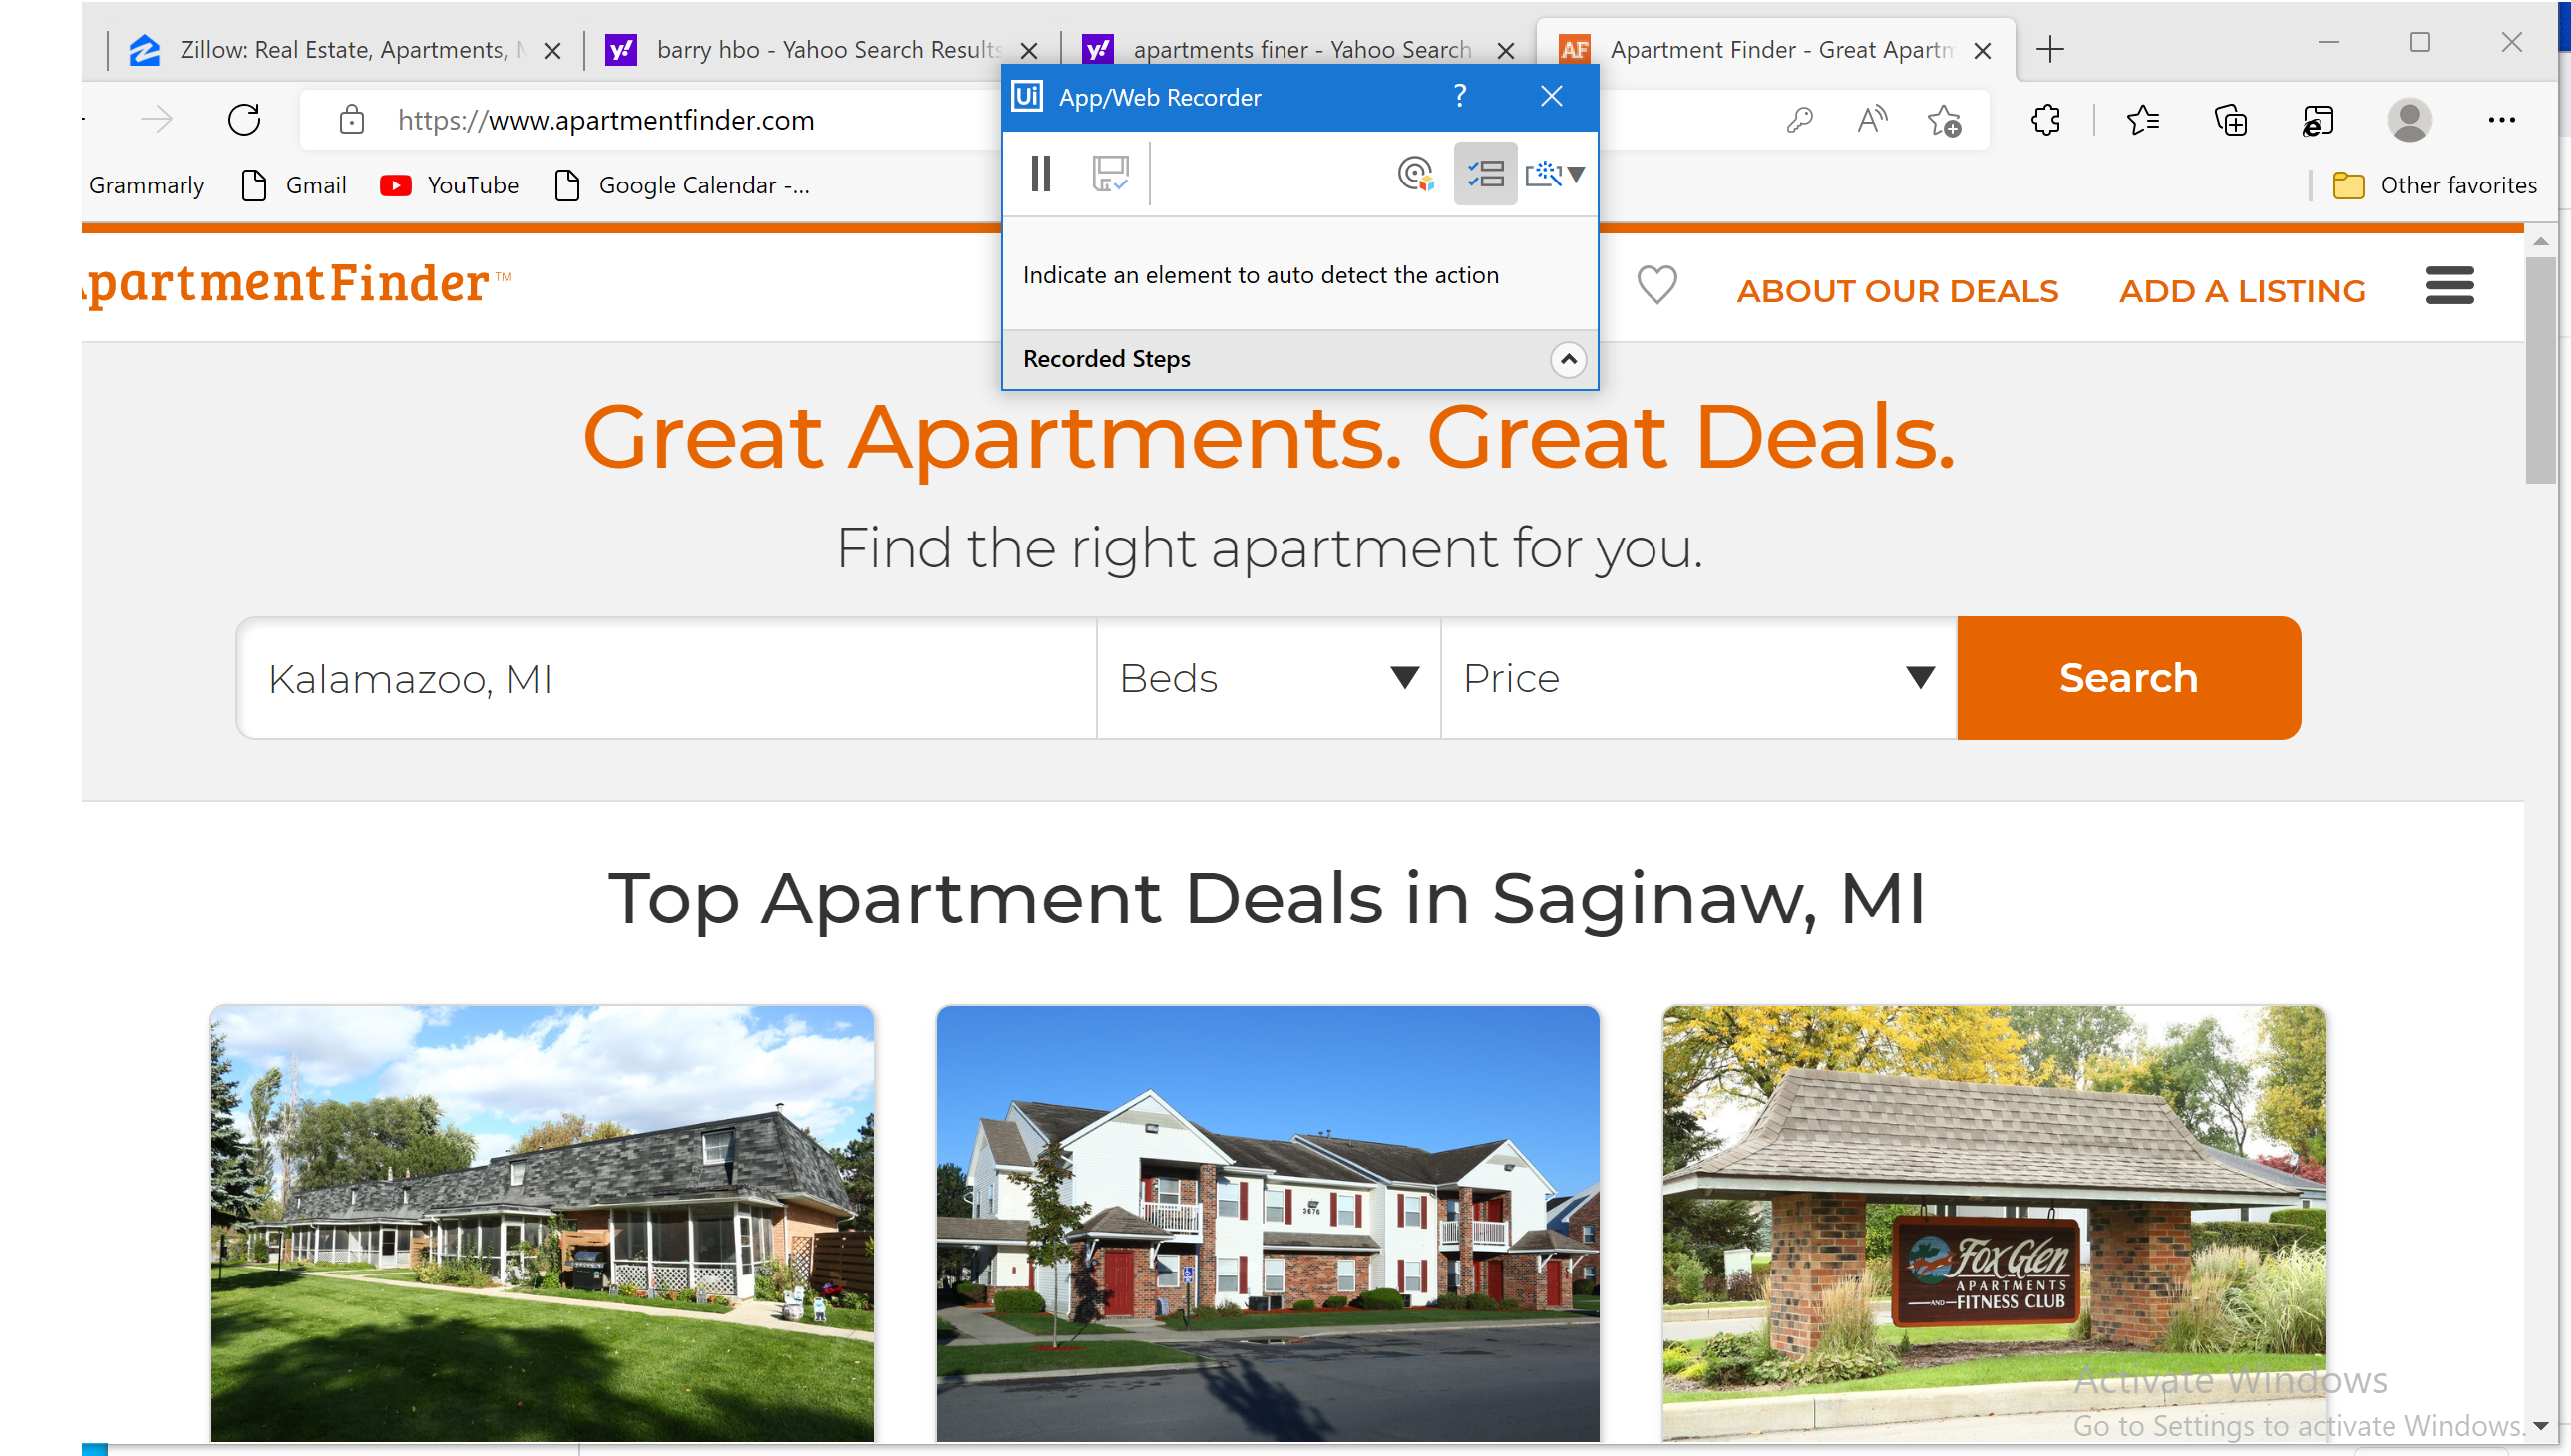 Zillow: Real Estate, Apartments,
barry hbo - Yahoo Search Results
apartments finer - Yahoo Search
AF Apartment Finder - Great Apartm
Ui App/Web Recorder ?
https://www.apartmentfinder.com
Grammarly
Gmail
YouTube
Google Calendar -...
Other favorites
Indicate an element to auto detect the action
Recorded Steps
partmentFinder™
ABOUT OUR DEALS
ADD A LISTING
Great Apartments. Great Deals.
Find the right apartment for you.
Kalamazoo, MI
Beds
Price
Search
Top Apartment Deals in Saginaw, MI
3676
Fox Glen
APARTMENTS
AND FITNESS CLUB
Activate Windows
Go to Settings to activate Windows.